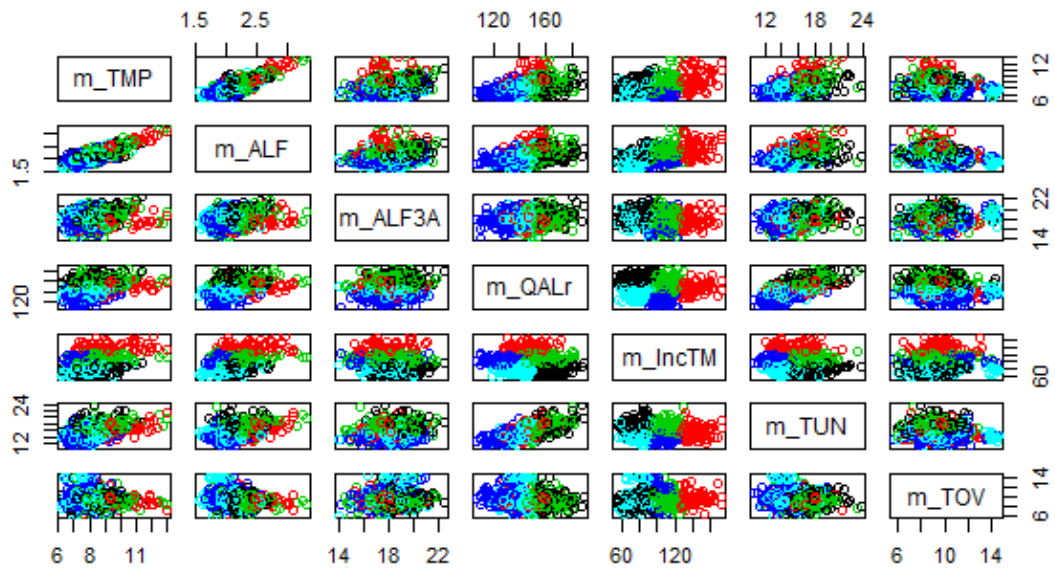 1.5 2.5
120 160
12 18 24
m_TMP
6 12
1.5
m_ALF
m_ALF3A
14 22
120
m_QALr
m_IncTM
60
12 24
m_TUN
m_TOV
6 14
6 8 11
14 18 22
60 120
6 10 14